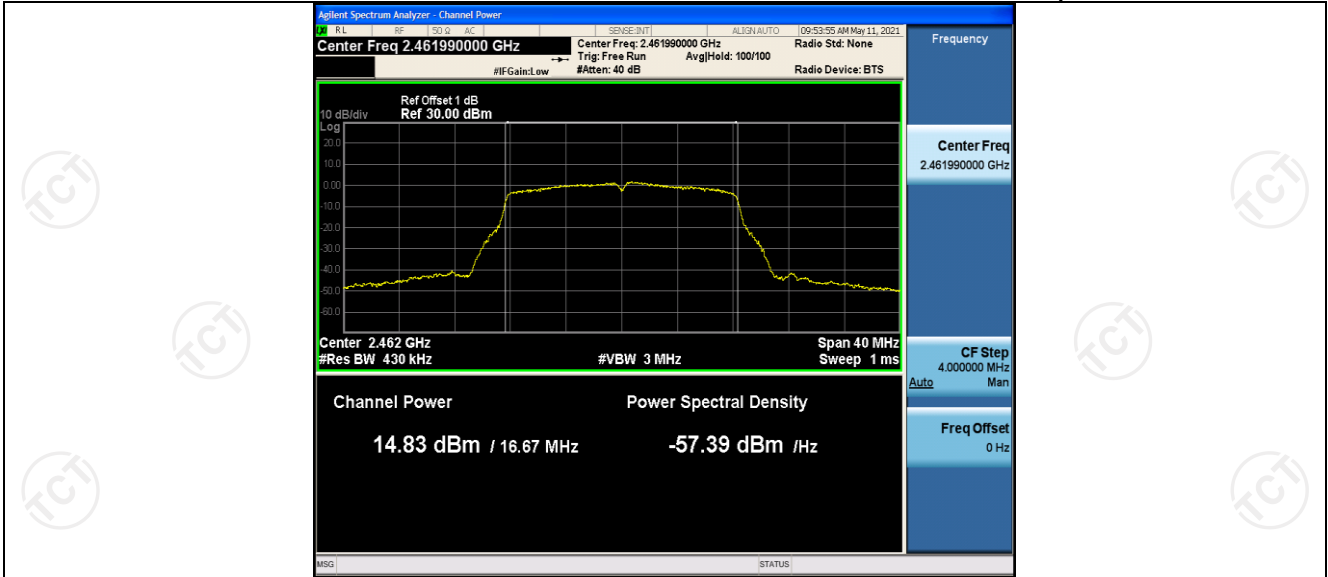 Agilent Spectrum Analyzer - Channel Power
RL RF 50 Ω AC SENSE:INT ALIGN AUTO 09:53:55 AM May 11, 2021
Center Freq 2.461990000 GHz
Center Freq: 2.461990000 GHz Radio Std: None
Trig: Free Run Avg|Hold: 100/100
#IFGain:Low #Atten: 40 dB Radio Device: BTS
Frequency
Ref Offset 1 dB
10 dB/div Ref 30.00 dBm
Log
20.0
10.0
0.00
-10.0
-20.0
-30.0
-40.0
-50.0
-60.0
Center 2.462 GHz Span 40 MHz
#Res BW 430 kHz #VBW 3 MHz Sweep 1 ms
Channel Power Power Spectral Density
14.83 dBm / 16.67 MHz -57.39 dBm /Hz
Center Freq
2.461990000 GHz
CF Step
4.000000 MHz
Auto Man
Freq Offset
0 Hz
MSG STATUS
TCT
TCT
TCT
TCT
TCT
TCT